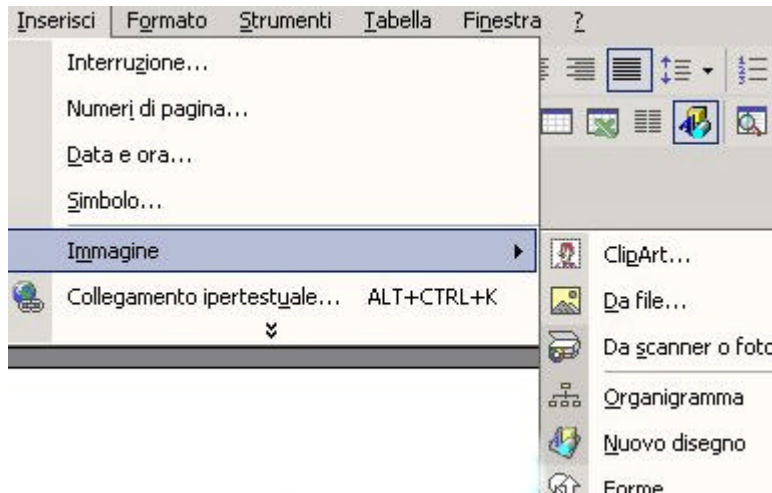 Inserisci Formato Strumenti Tabella Finestra ?
Interruzione...
Numeri di pagina...
Data e ora...
Simbolo...
Immagine
Collegamento ipertestuale... ALT+CTRL+K
ClipArt...
Da file...
Da scanner o foto
Organigramma
Nuovo disegno
Forme